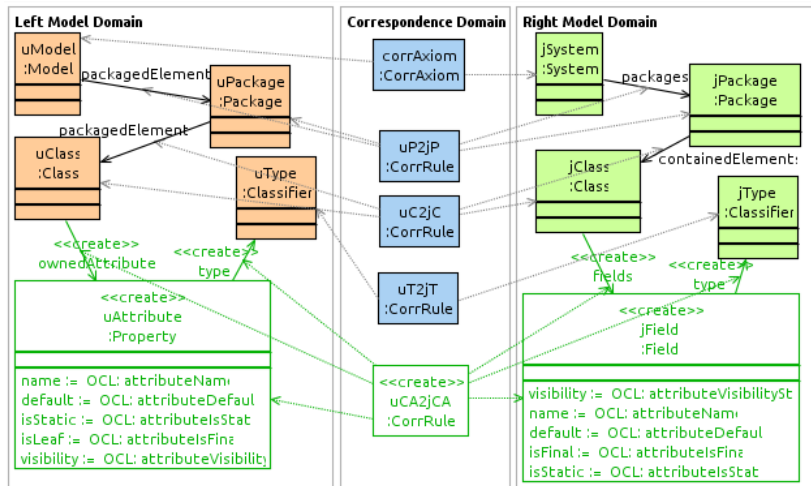 Left Model Domain
uModel
:Model
packagedElement
uPackage
:Package
packagedElement
uClass
:Class
uType
:Classifier
<<create>>
ownedAttribute
<<create>>
type
<<create>>
uAttribute
:Property
name := OCL: attributeName
default := OCL: attributeDefaul
isStatic := OCL: attributeIsStat
isLeaf := OCL: attributeIsFina
visibility := OCL: attributeVisibility
Correspondence Domain
corrAxiom
:CorrAxiom
uP2jP
:CorrRule
uC2jC
:CorrRule
uT2jT
:CorrRule
<<create>>
uCA2jCA
:CorrRule
Right Model Domain
jSystem
:System
packages
jPackage
:Package
containedElements
jClass
:Class
jType
:Classifier
<<create>>
fields
<<create>>
type
<<create>>
jField
:Field
visibility := OCL: attributeVisibilitySt
name := OCL: attributeName
default := OCL: attributeDefaul
isFinal := OCL: attributeIsFina
isStatic := OCL: attributeIsStat